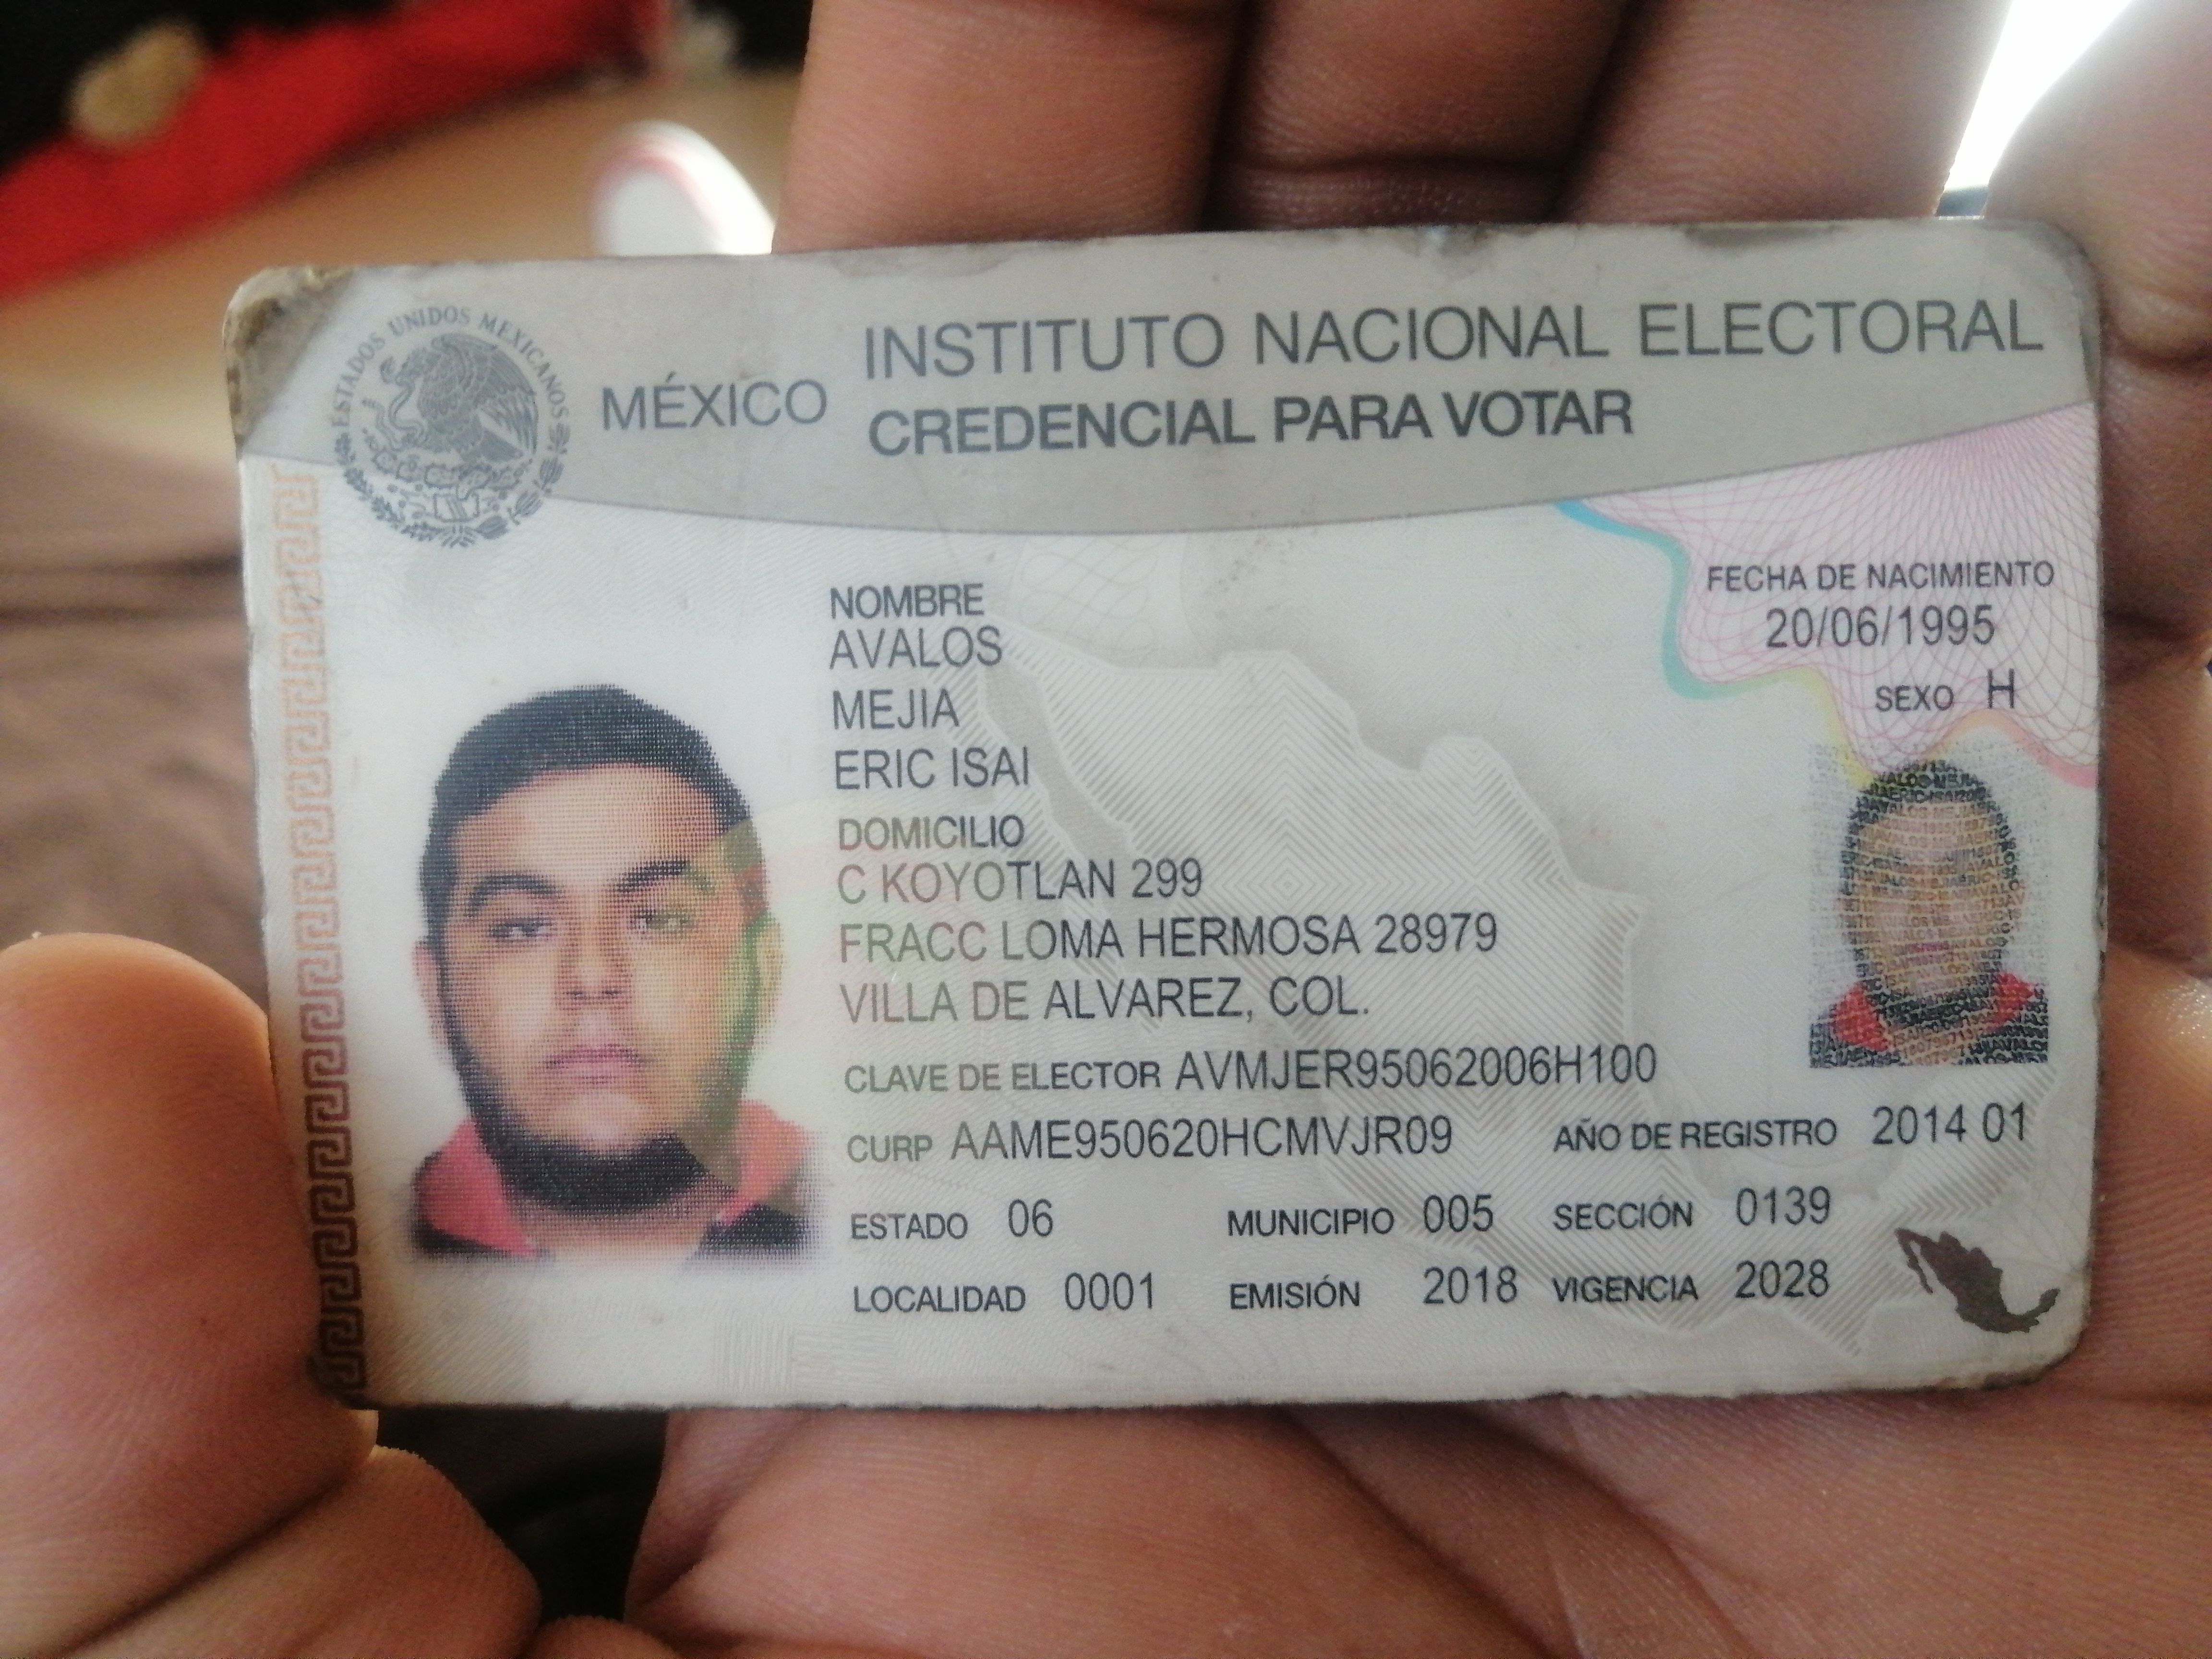 ESTADOS UNIDOS MEXICANOS
MÉXICO
INSTITUTO NACIONAL ELECTORAL
CREDENCIAL PARA VOTAR
NOMBRE
AVALOS
MEJIA
ERIC ISAI
FECHA DE NACIMIENTO
20/06/1995
SEXO H
DOMICILIO
C KOYOTLAN 299
FRACC LOMA HERMOSA 28979
VILLA DE ALVAREZ, COL.
CLAVE DE ELECTOR AVMJER95062006H100
CURP AAME950620HCMVJR09 AÑO DE REGISTRO 2014 01
ESTADO 06 MUNICIPIO 005 SECCIÓN 0139
LOCALIDAD 0001 EMISIÓN 2018 VIGENCIA 2028